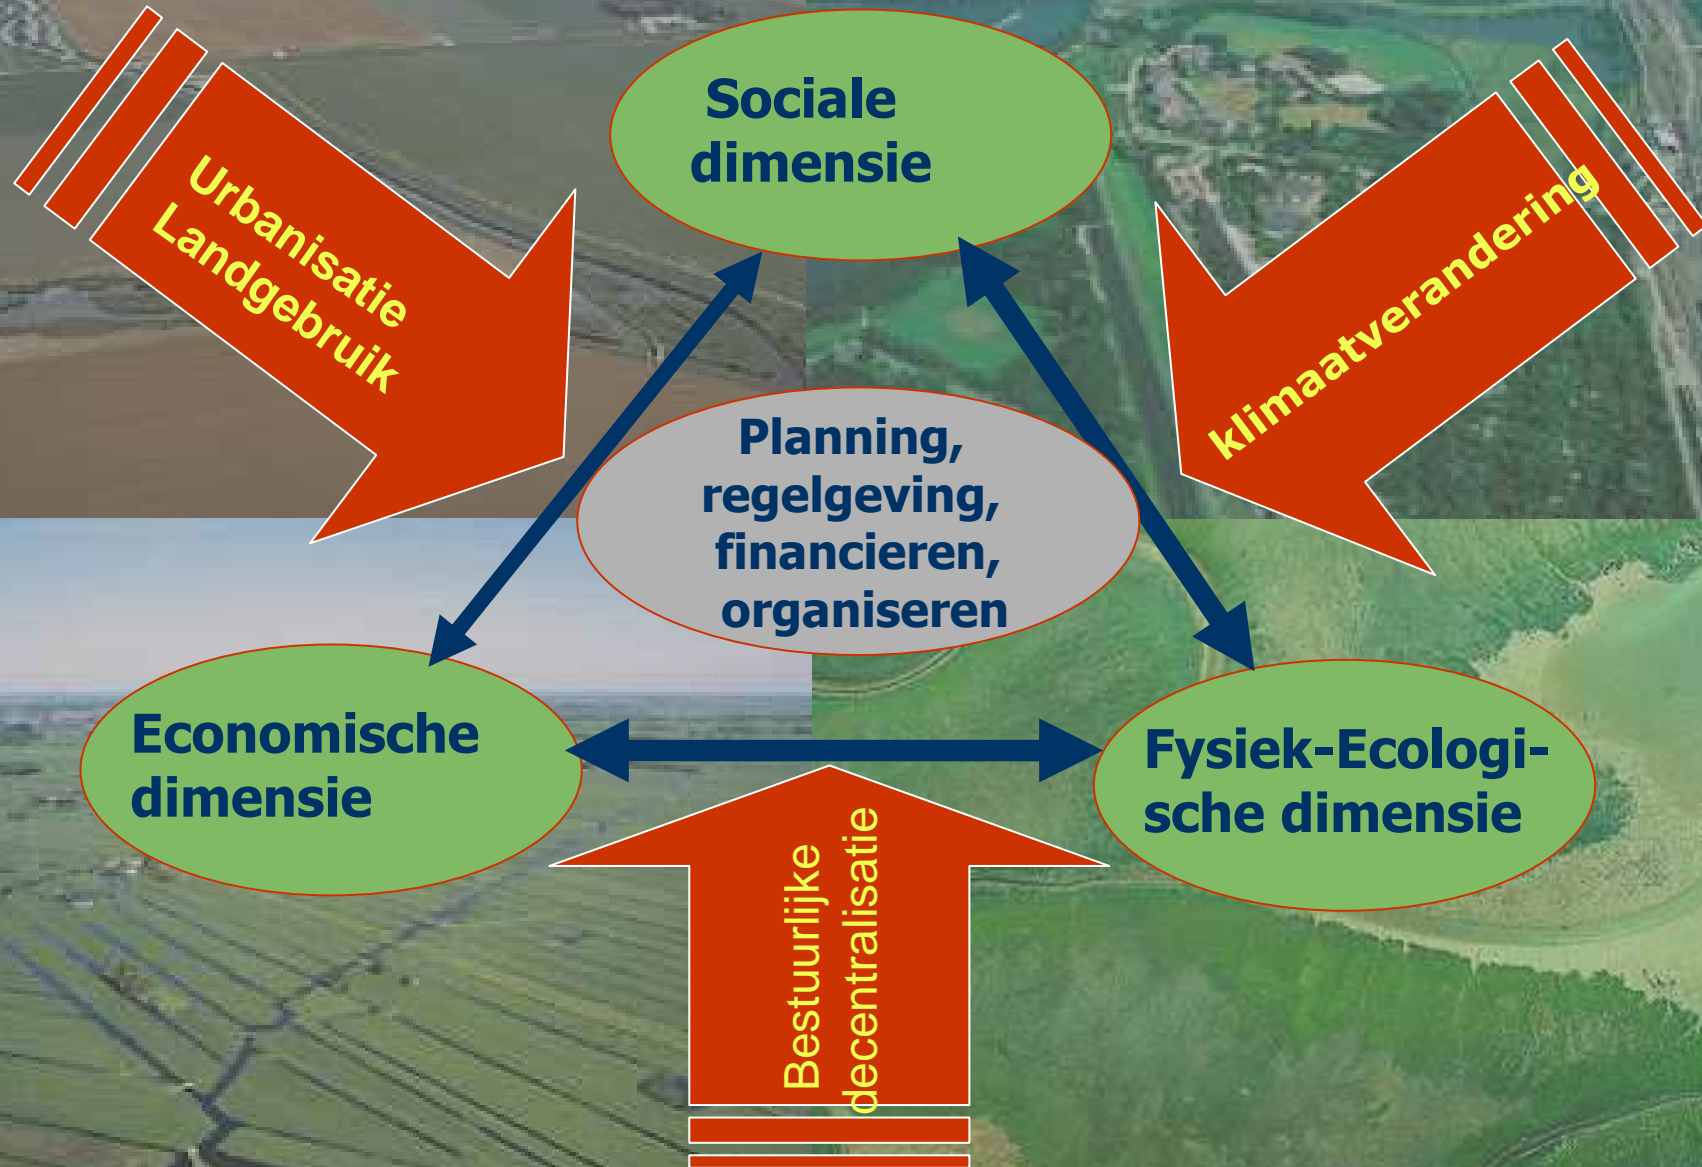 Sociale
dimensie
Urbanisatie
Landgebruik
klimaatverandering
Planning,
regelgeving,
financieren,
organiseren
Economische
dimensie
Fysiek-Ecologi-
sche dimensie
Bestuurlijke
decentralisatie